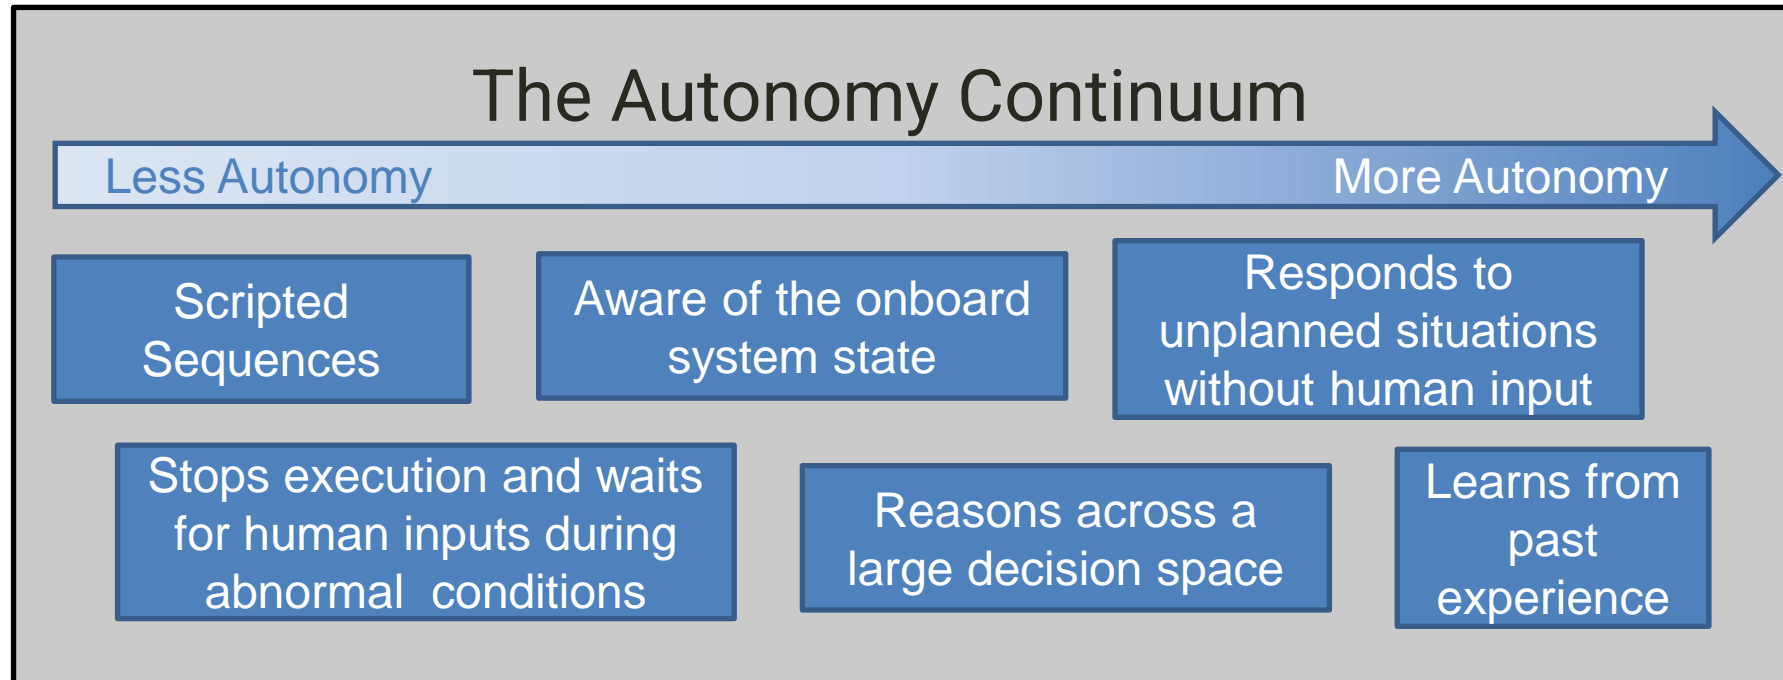 The Autonomy Continuum
Less Autonomy
More Autonomy
Scripted
Sequences
Aware of the onboard
system state
Responds to
unplanned situations
without human input
Stops execution and waits
for human inputs during
abnormal  conditions
Reasons across a
large decision space
Learns from
past
experience